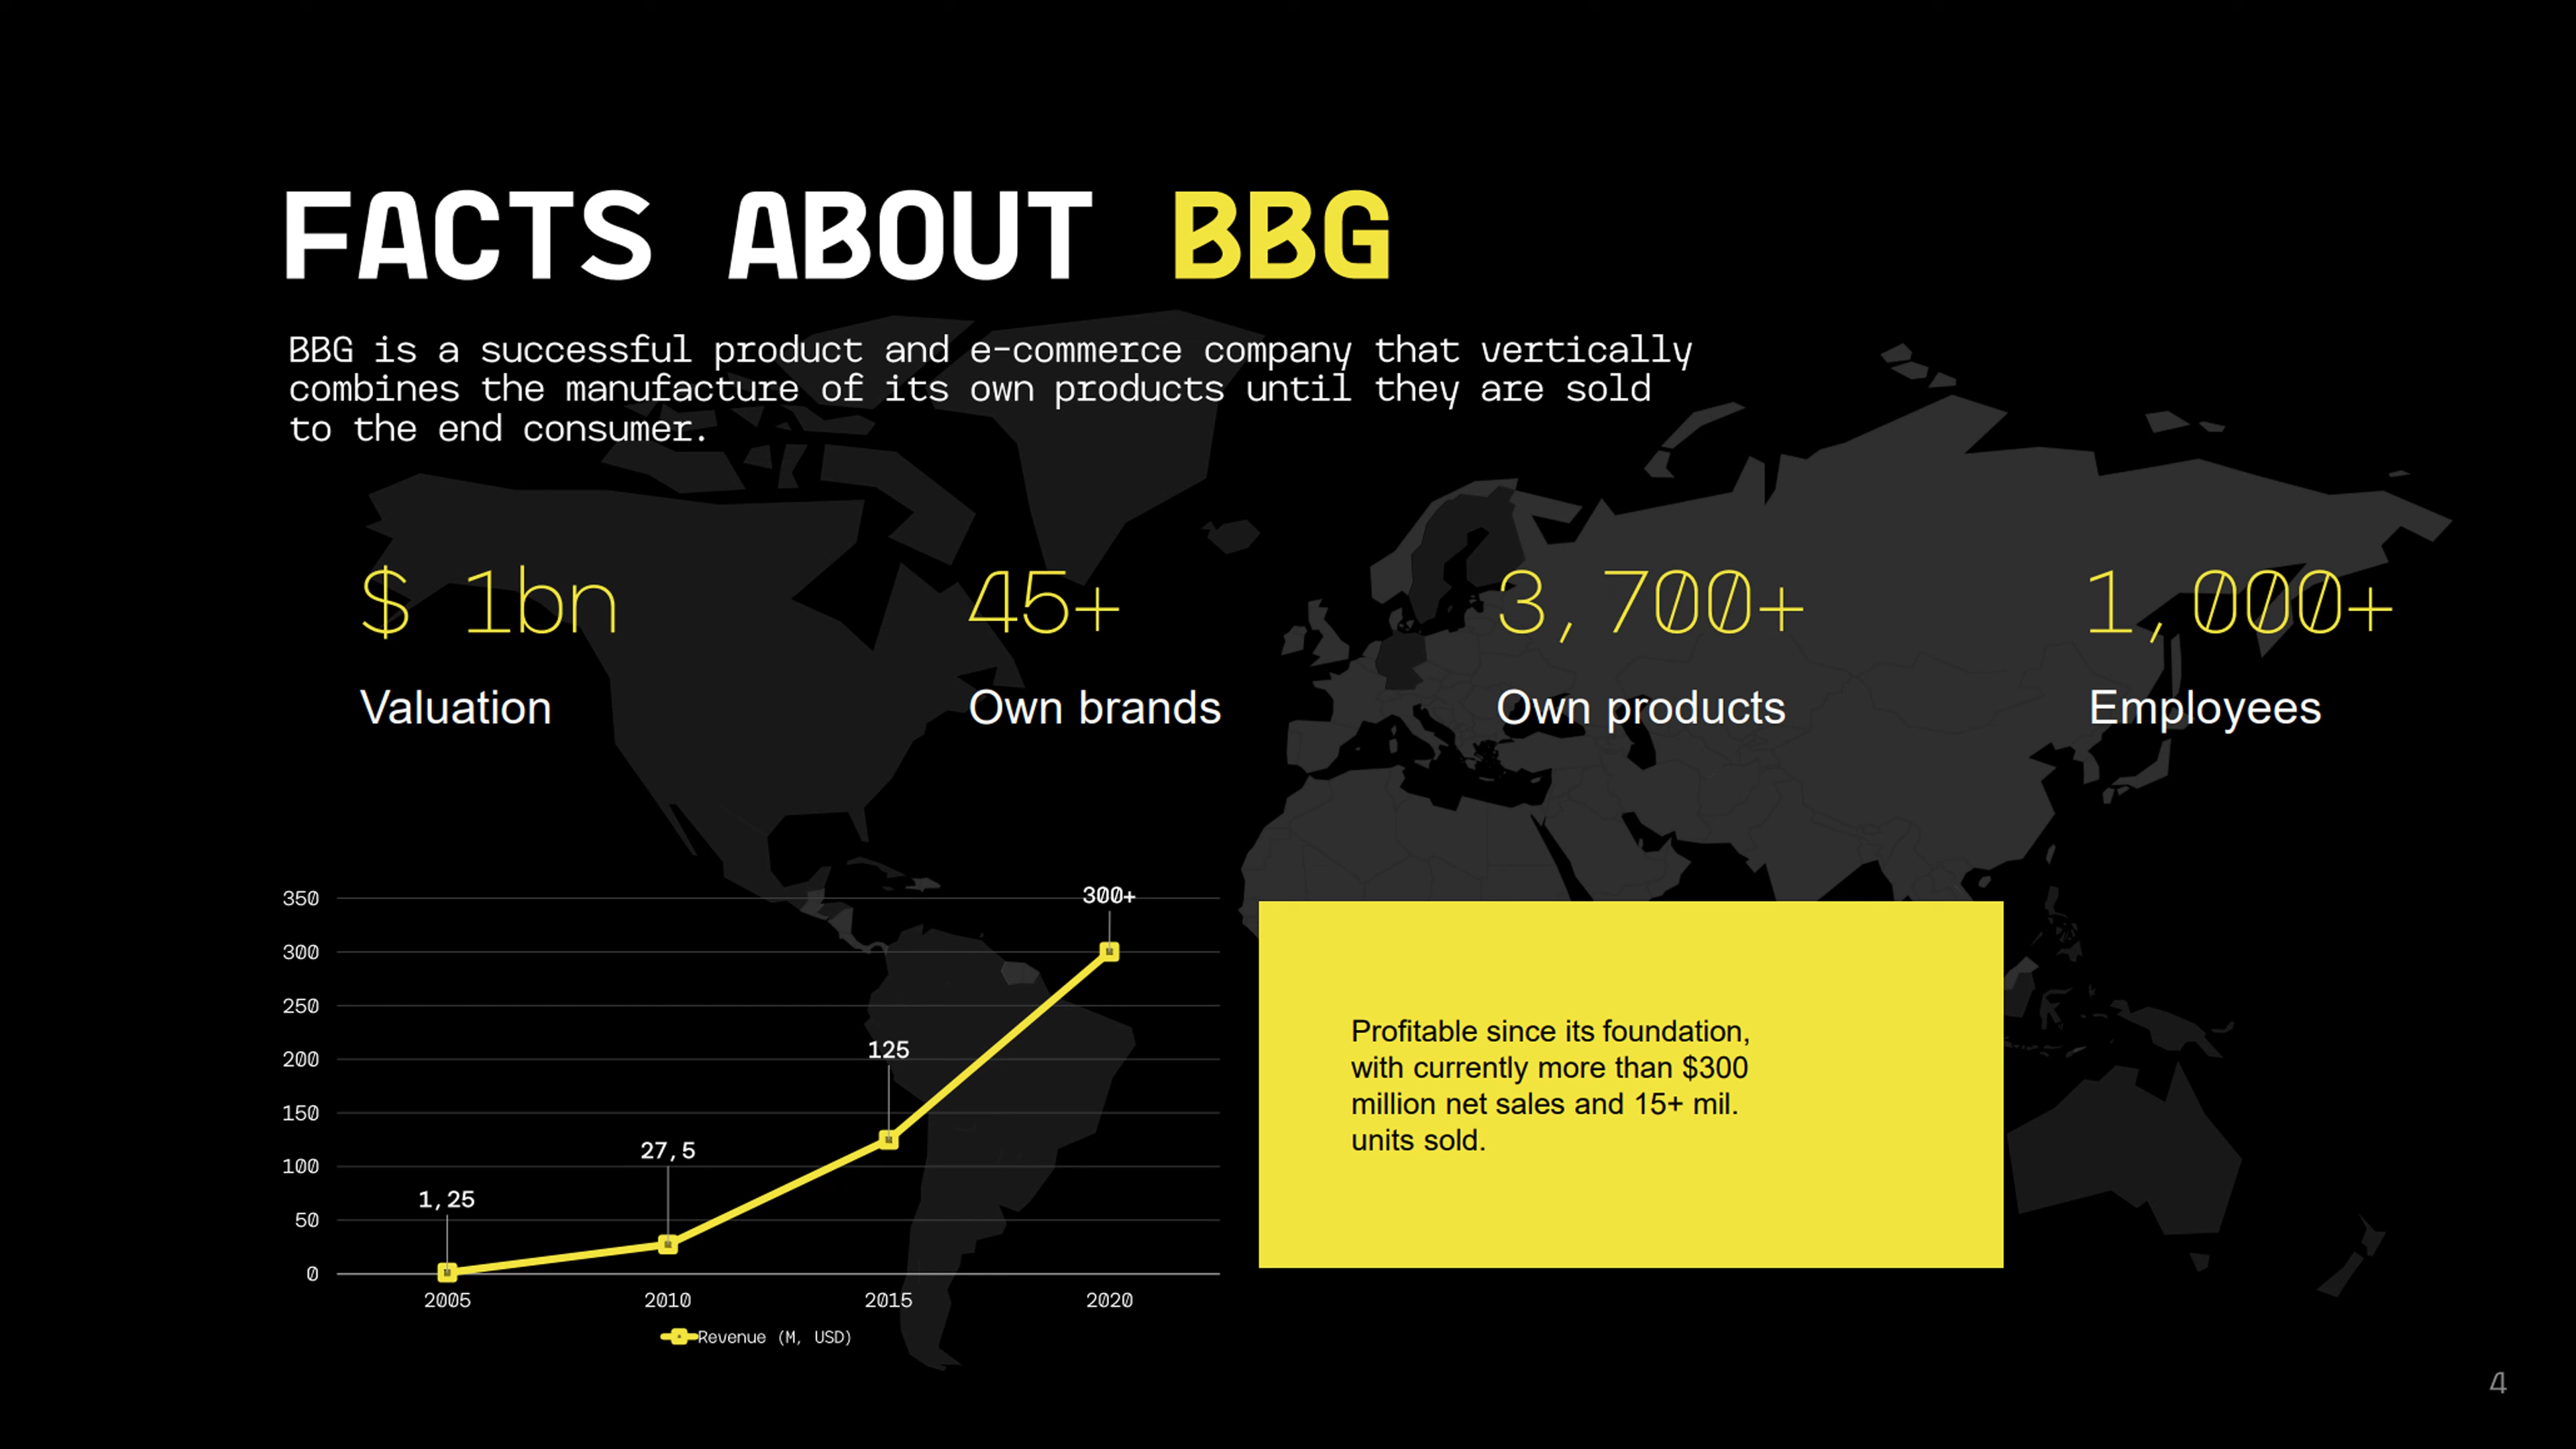 FACTS ABOUT BBG
BBG is a successful product and e-commerce company that vertically
combines the manufacture of its own products until they are sold
to the end consumer.
$ 1bn
Valuation
45+
Own brands
3,700+
Own products
1,000+
Employees
350
300
250
200
150
100
50
0
1,25
27,5
125
300+
2005
2010
2015
2020
Revenue (M, USD)
Profitable since its foundation,
with currently more than $300
million net sales and 15+ mil.
units sold.
4